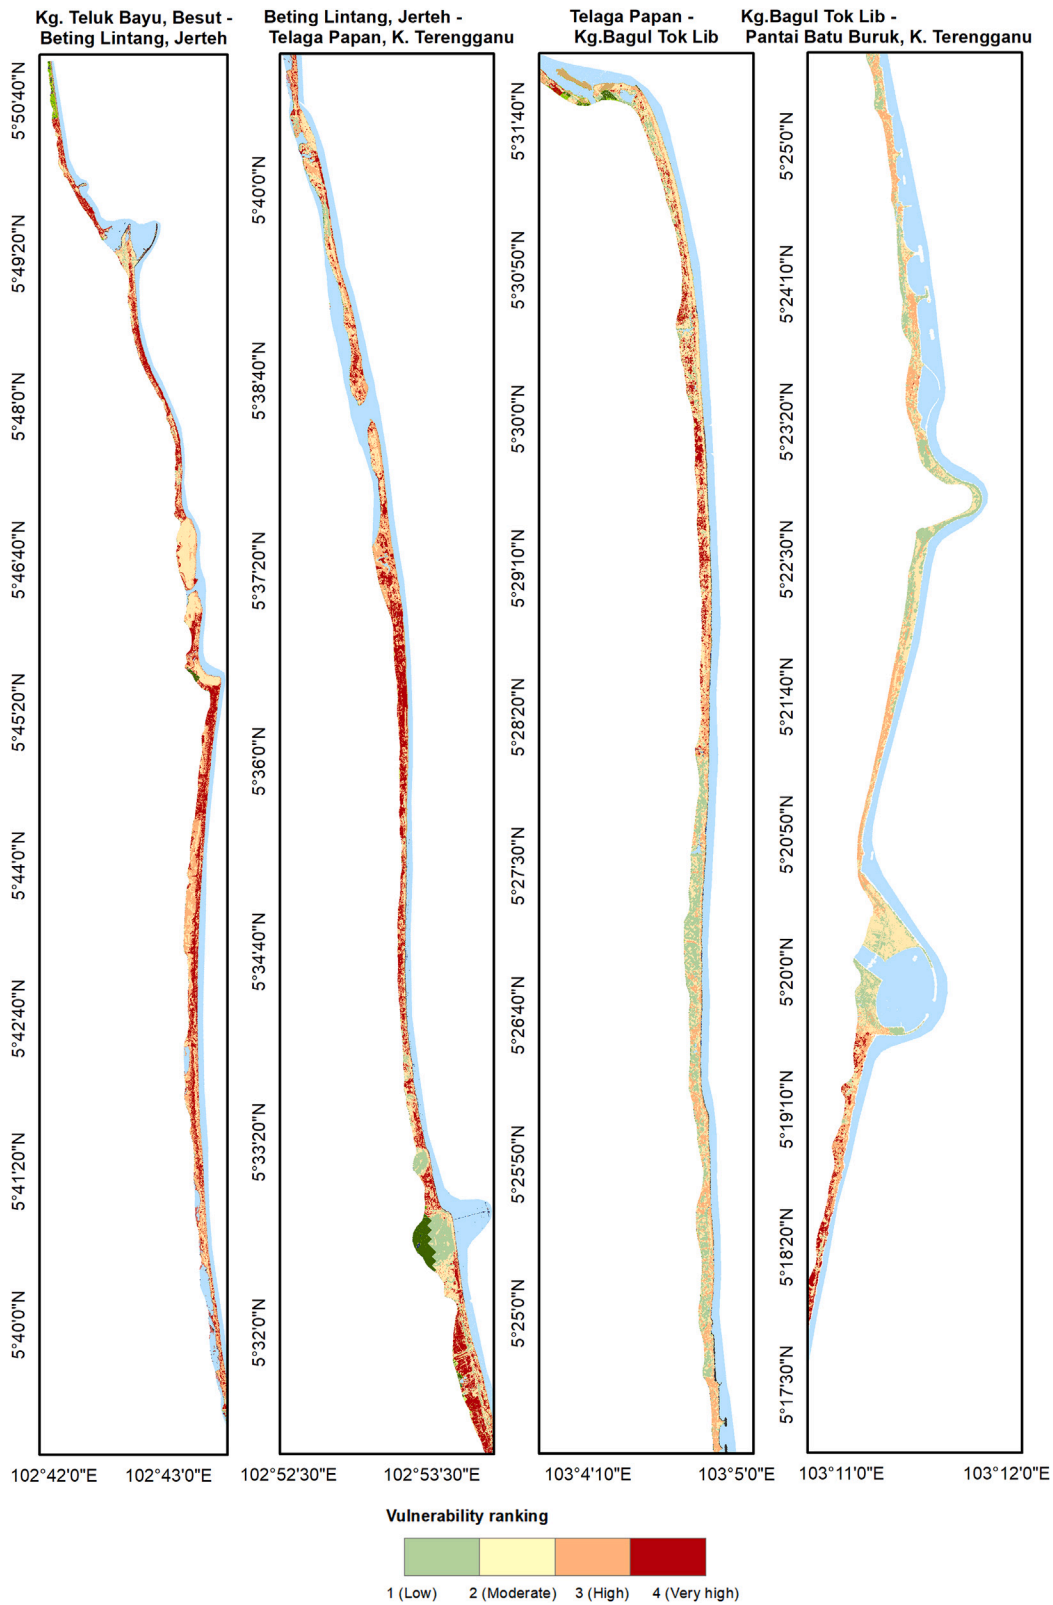 Kg. Teluk Bayu, Besut -
Beting Lintang, Jerteh
Beting Lintang, Jerteh -
Telaga Papan, K. Terengganu
Telaga Papan -
Kg.Bagul Tok Lib
Kg.Bagul Tok Lib -
Pantai Batu Buruk, K. Terengganu
5°50'40"N
5°49'20"N
5°48'0"N
5°46'40"N
5°45'20"N
5°44'0"N
5°42'40"N
5°41'20"N
5°40'0"N
5°40'0"N
5°38'40"N
5°37'20"N
5°36'0"N
5°34'40"N
5°33'20"N
5°32'0"N
5°31'40"N
5°30'50"N
5°30'0"N
5°29'10"N
5°28'20"N
5°27'30"N
5°26'40"N
5°25'50"N
5°25'0"N
5°25'0"N
5°24'10"N
5°23'20"N
5°22'30"N
5°21'40"N
5°20'50"N
5°20'0"N
5°19'10"N
5°18'20"N
5°17'30"N
102°42'0"E 102°43'0"E
102°52'30"E 102°53'30"E
103°4'10"E 103°5'0"E
103°11'0"E 103°12'0"E
Vulnerability ranking
1 (Low) 2 (Moderate) 3 (High) 4 (Very high)